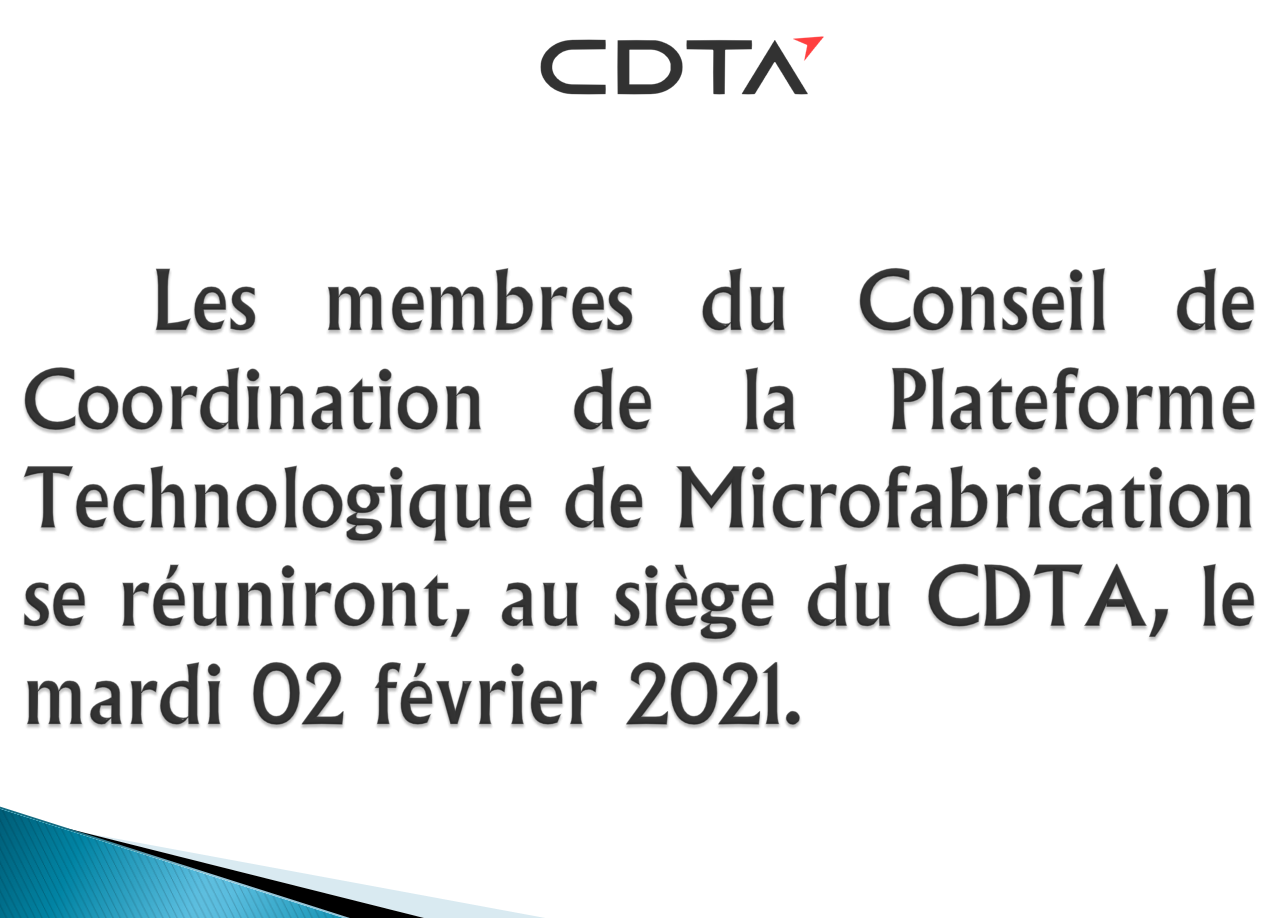 CDTA
Les membres du Conseil de
Coordination de la Plateforme
Technologique de Microfabrication
se réuniront, au siège du CDTA, le
mardi 02 février 2021.